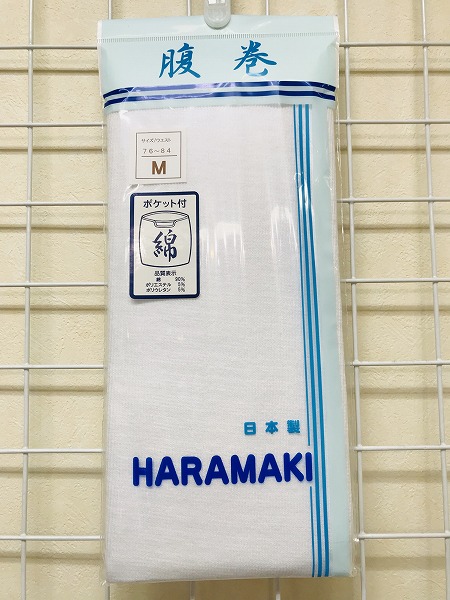 腹巻
サイズ/ウエスト
76~84
M
ポケット付
綿
品質表示
綿 90%
ポリエステル 5%
ポリウレタン 5%
日本製
HARAMAKI